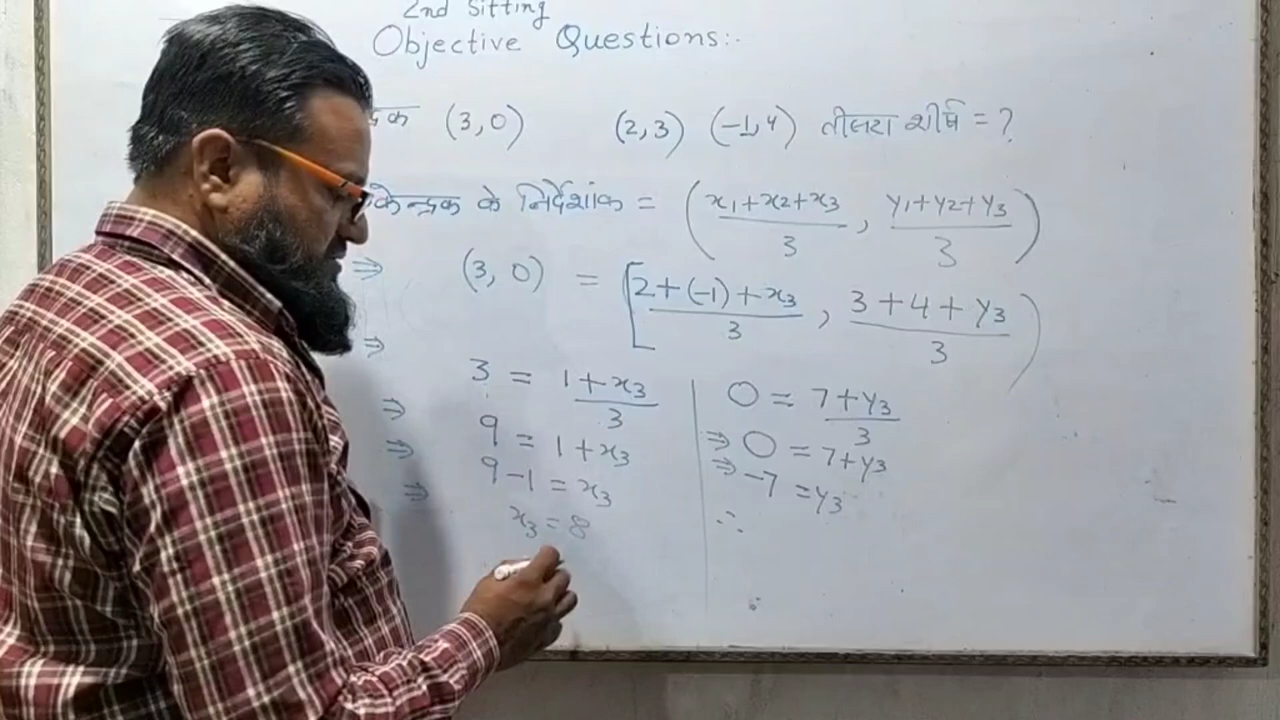 2nd Sitting
Objective Questions:-
(3,0) (2,3) (-1,4) तीसरा शीर्ष = ?
के निर्देशांक = ( x₁+x₂+x₃ / 3 , y₁+y₂+y₃ / 3 )
⇒ (3, 0) = [ 2+(-1)+x₃ / 3 , 3+4+y₃ / 3 )
⇒
3 = 1+x₃ / 3
⇒ 9 = 1+x₃
⇒ 9-1 = x₃
⇒ x₃ = 8
0 = 7+y₃ / 3
⇒ 0 = 7+y₃
⇒ -7 = y₃
∴